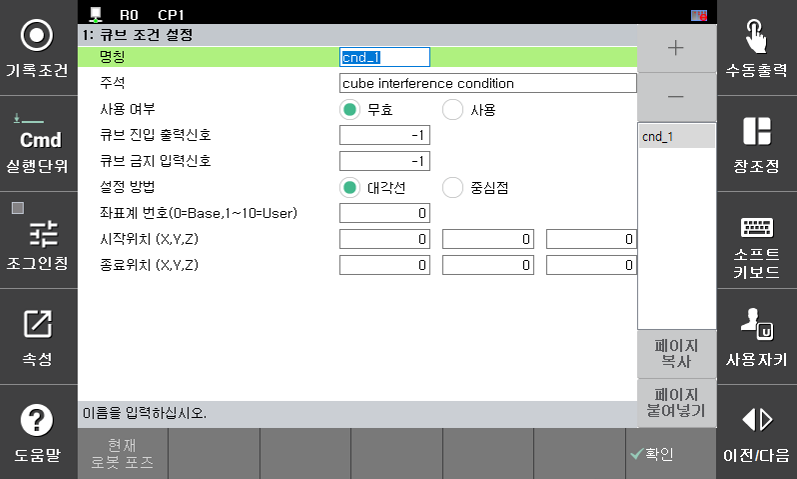 R0 CP1
1: 큐브 조건 설정
기록조건
Cmd
실행단위
조그인칭
속성
도움말
명칭 cnd_1
주석 cube interference condition
사용 여부 무효 사용
큐브 진입 출력신호 -1
큐브 금지 입력신호 -1
설정 방법 대각선 중심점
좌표계 번호(0=Base,1~10=User) 0
시작위치 (X,Y,Z) 0 0 0
종료위치 (X,Y,Z) 0 0 0
이름을 입력하십시오.
+
−
cnd_1
페이지
복사
페이지
붙여넣기
현재
로봇 포즈
확인
수동출력
창조정
소프트
키보드
U
사용자키
이전/다음